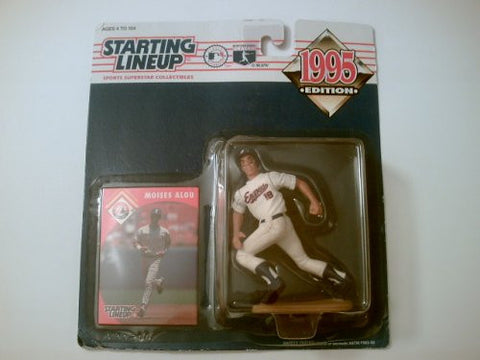 AGES 4 TO 104
STARTING
LINEUP
SPORTS SUPERSTAR COLLECTIBLES
1995
EDITION
MOISES ALOU
Expos
18
STARTING
LINEUP